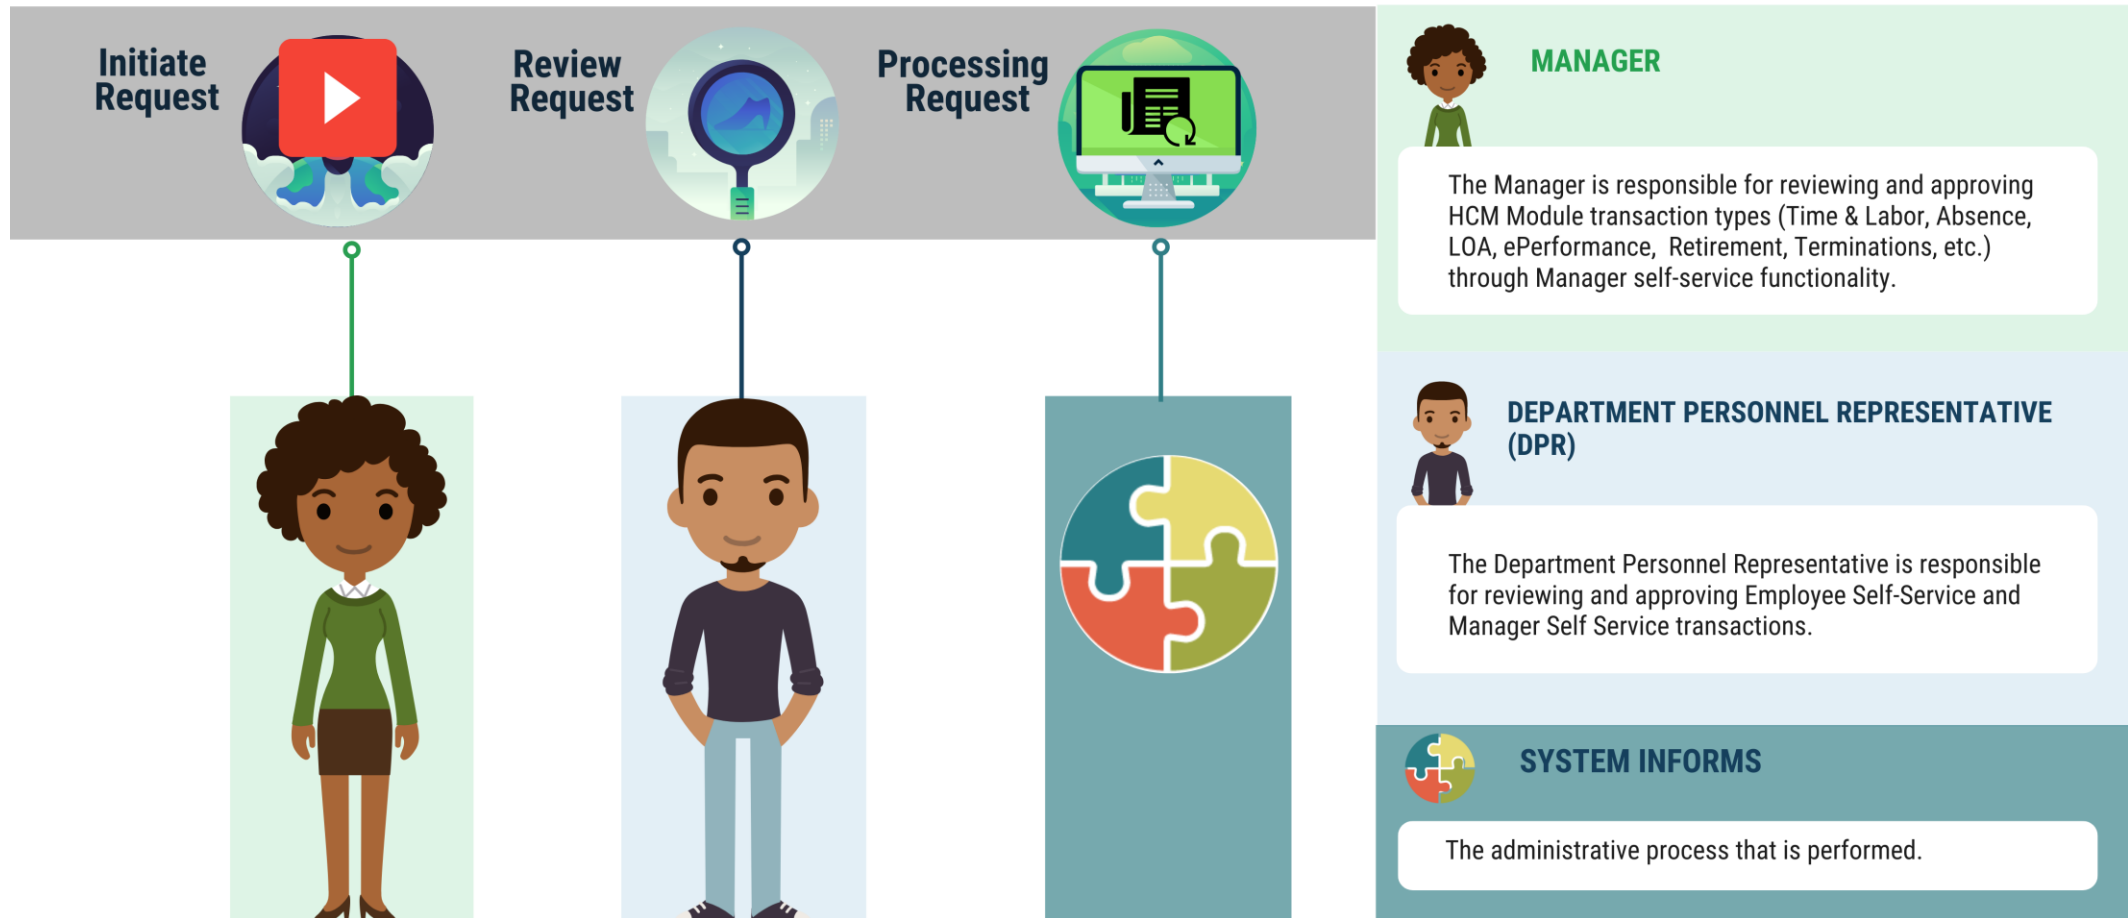 Initiate
Request
Review
Request
Processing
Request
MANAGER
The Manager is responsible for reviewing and approving
HCM Module transaction types (Time & Labor, Absence,
LOA, ePerformance,  Retirement, Terminations, etc.)
through Manager self-service functionality.
DEPARTMENT PERSONNEL REPRESENTATIVE
(DPR)
The Department Personnel Representative is responsible
for reviewing and approving Employee Self-Service and
Manager Self Service transactions.
SYSTEM INFORMS
The administrative process that is performed.